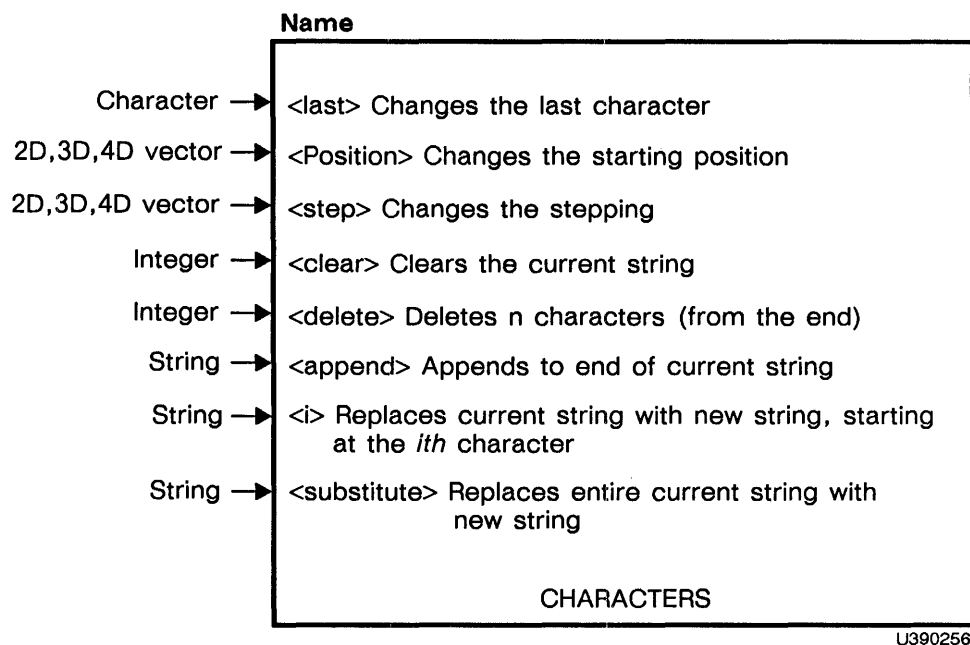 Name
Character <last> Changes the last character
2D,3D,4D vector <Position> Changes the starting position
2D,3D,4D vector <step> Changes the stepping
Integer <clear> Clears the current string
Integer <delete> Deletes n characters (from the end)
String <append> Appends to end of current string
String <i> Replaces current string with new string, starting
at the ith character
String <substitute> Replaces entire current string with
new string
CHARACTERS
U390256